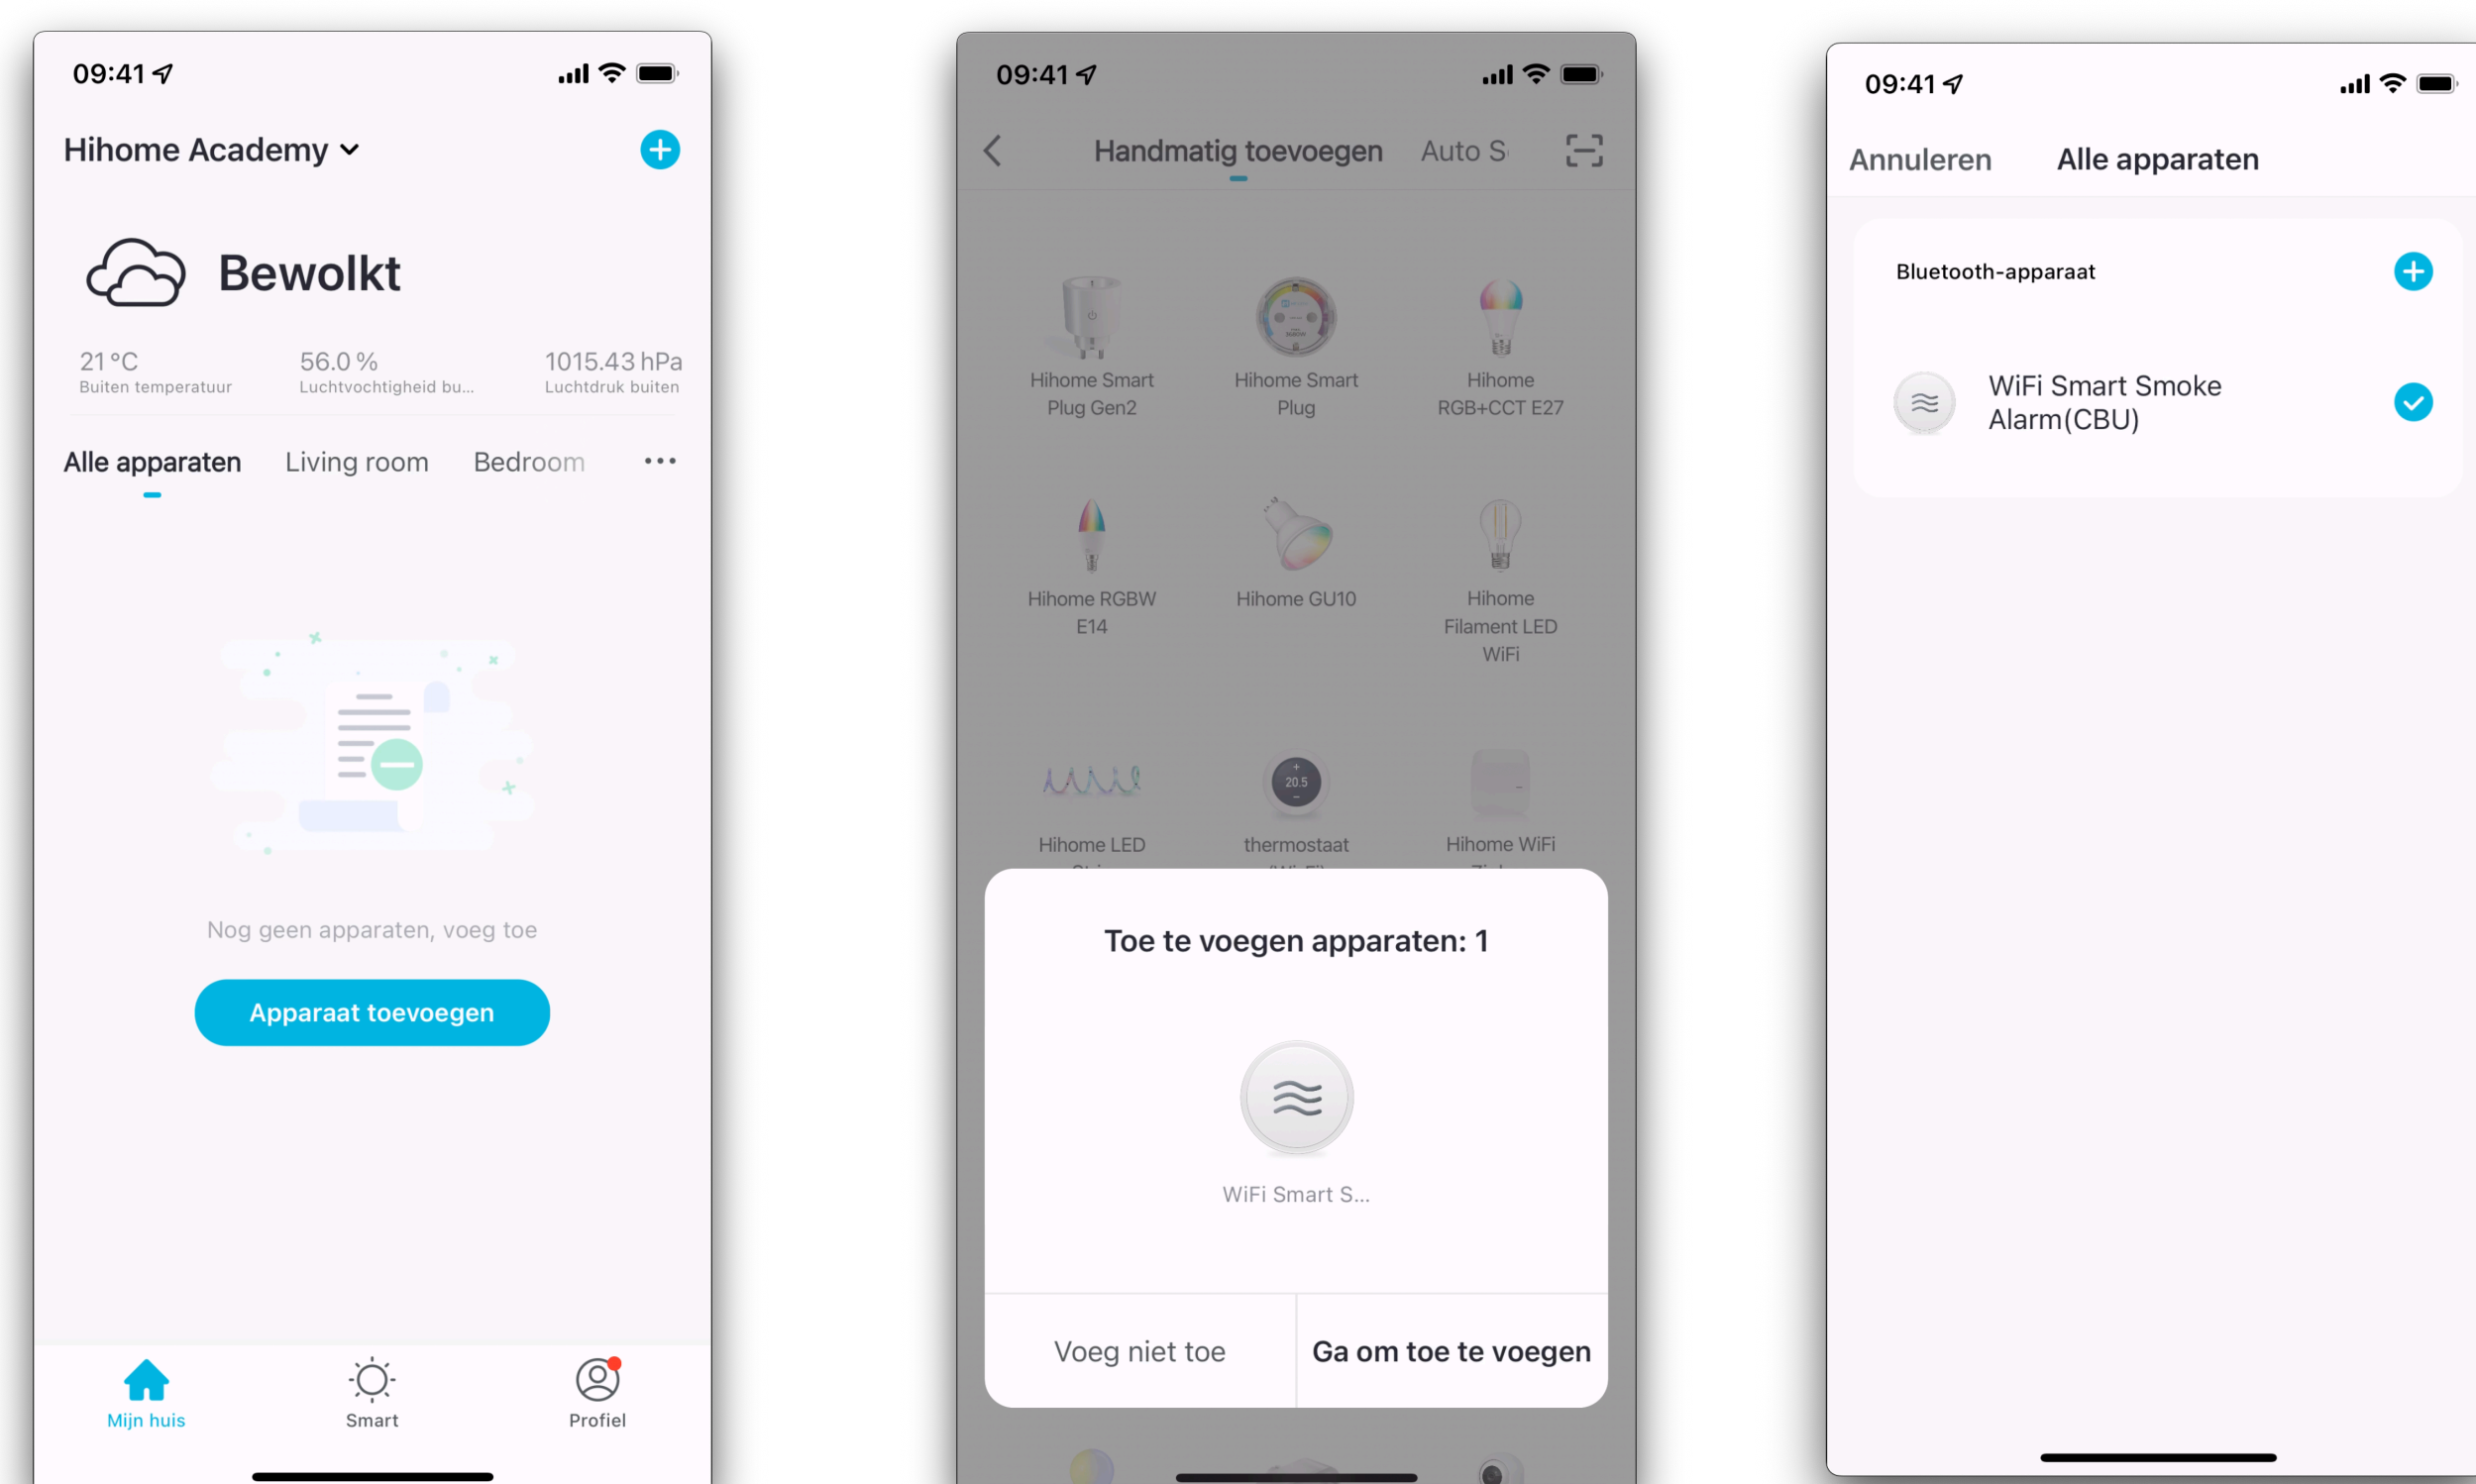 09:41
Hihome Academy
Bewolkt
21 °C
56.0 %
1015.43 hPa
Buiten temperatuur
Luchtvochtigheid bu...
Luchtdruk buiten
Alle apparaten
Living room
Bedroom
Nog geen apparaten, voeg toe
Apparaat toevoegen
Mijn huis
Smart
Profiel
09:41
Handmatig toevoegen
Auto S
Hihome Smart
Plug Gen2
Hihome Smart
Plug
Hihome
RGB+CCT E27
Hihome RGBW
E14
Hihome GU10
Hihome
Filament LED
WiFi
20.5
Hihome LED
thermostaat
Hihome WiFi
Toe te voegen apparaten: 1
WiFi Smart S...
Voeg niet toe
Ga om toe te voegen
09:41
Annuleren
Alle apparaten
Bluetooth-apparaat
WiFi Smart Smoke
Alarm(CBU)